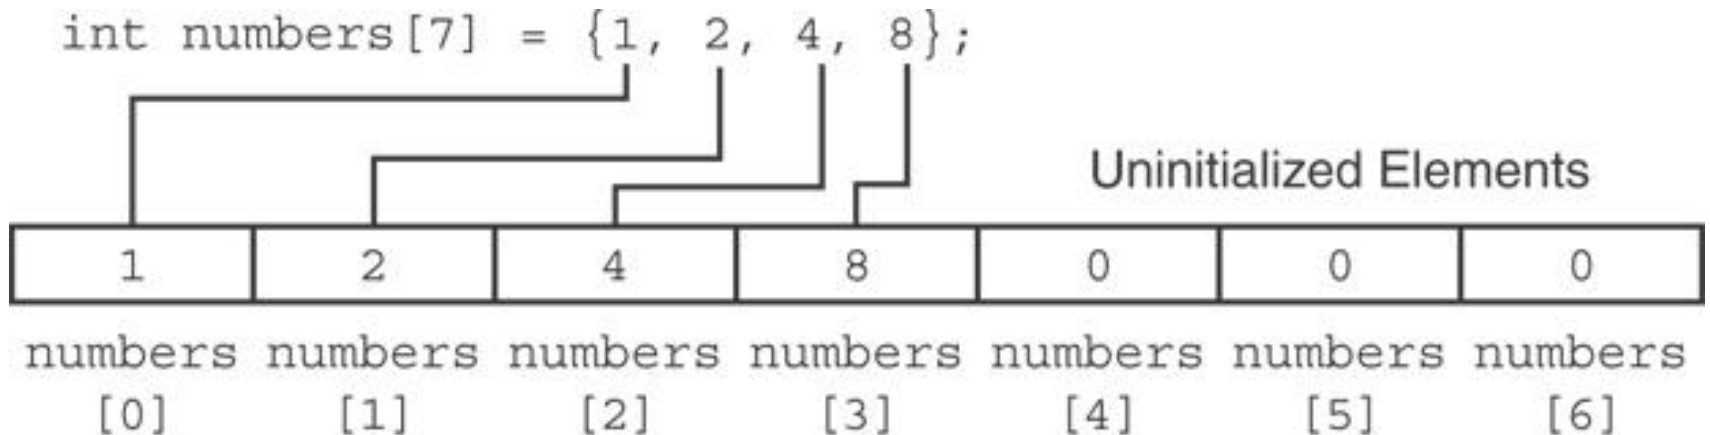 int numbers[7] = {1, 2, 4, 8};
Uninitialized Elements
1 2 4 8 0 0 0
numbers numbers numbers numbers numbers numbers numbers
[0] [1] [2] [3] [4] [5] [6]